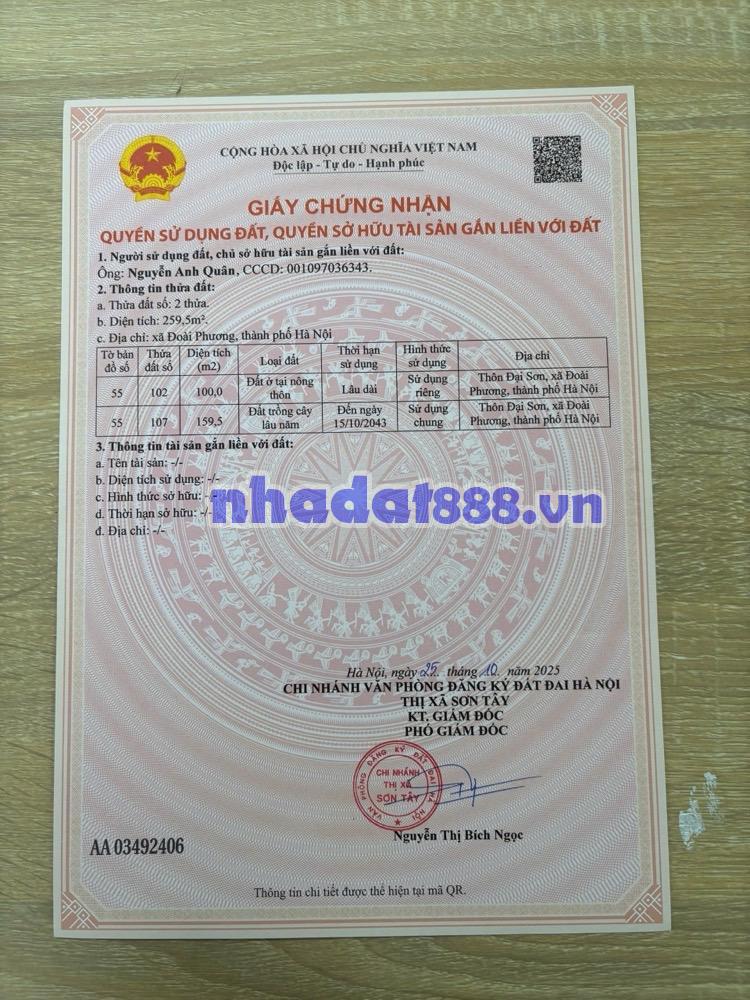 CỘNG HÒA XÃ HỘI CHỦ NGHĨA VIỆT NAM
Độc lập - Tự do - Hạnh phúc
GIẤY CHỨNG NHẬN
QUYỀN SỬ DỤNG ĐẤT, QUYỀN SỞ HỮU TÀI SẢN GẮN LIỀN VỚI ĐẤT
1. Người sử dụng đất, chủ sở hữu tài sản gắn liền với đất:
Ông: Nguyễn Anh Quân, CCCD: 001097036343.
2. Thông tin thửa đất:
a. Thửa đất số: 2 thửa.
b. Diện tích: 259,5m².
c. Địa chỉ: xã Đoài Phương, thành phố Hà Nội
Tờ bản đồ số Thửa đất số Diện tích (m2) Loại đất Thời hạn sử dụng Hình thức sử dụng Địa chỉ
55 102 100,0 Đất ở tại nông thôn Lâu dài Sử dụng riêng Thôn Đại Sơn, xã Đoài Phương, thành phố Hà Nội
55 107 159,5 Đất trồng cây lâu năm Đến ngày 15/10/2043 Sử dụng chung Thôn Đại Sơn, xã Đoài Phương, thành phố Hà Nội
3. Thông tin tài sản gắn liền với đất:
a. Tên tài sản: -/-
b. Diện tích sử dụng: -/-
c. Hình thức sở hữu: -/-
d. Thời hạn sở hữu: -/-
đ. Địa chỉ: -/-
nhadat888.vn
Hà Nội, ngày 25 tháng 10 năm 2025
CHI NHÁNH VĂN PHÒNG ĐĂNG KÝ ĐẤT ĐAI HÀ NỘI
THỊ XÃ SƠN TÂY
KT. GIÁM ĐỐC
PHÓ GIÁM ĐỐC
VĂN PHÒNG ĐĂNG KÝ ĐẤT ĐAI HÀ NỘI
CHI NHÁNH
THỊ XÃ
SƠN TÂY
Nguyễn Thị Bích Ngọc
AA 03492406
Thông tin chi tiết được thể hiện tại mã QR.